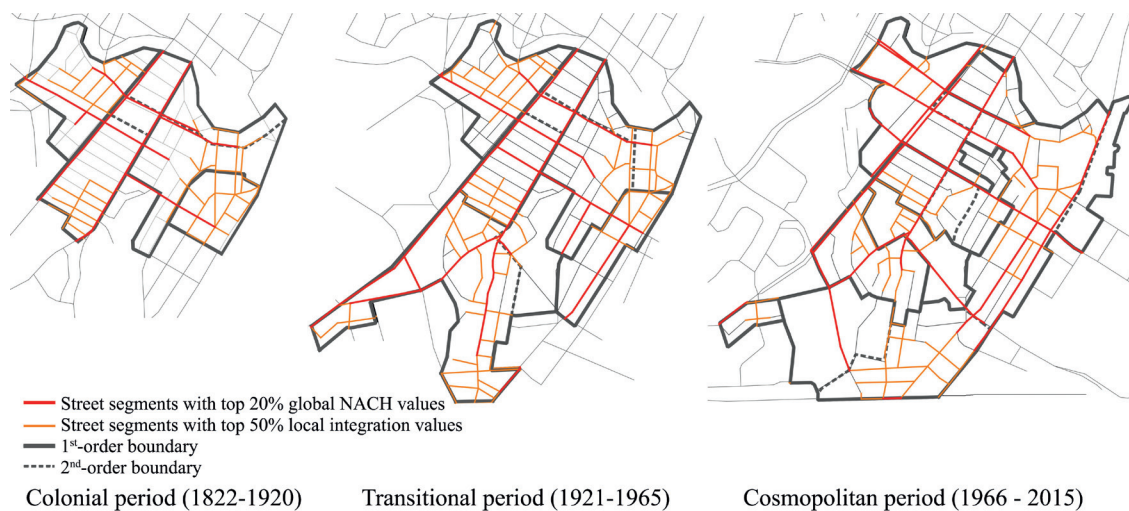 Street segments with top 20% global NACH values
Street segments with top 50% local integration values
1st-order boundary
2nd-order boundary
Colonial period (1822-1920)
Transitional period (1921-1965)
Cosmopolitan period (1966 - 2015)